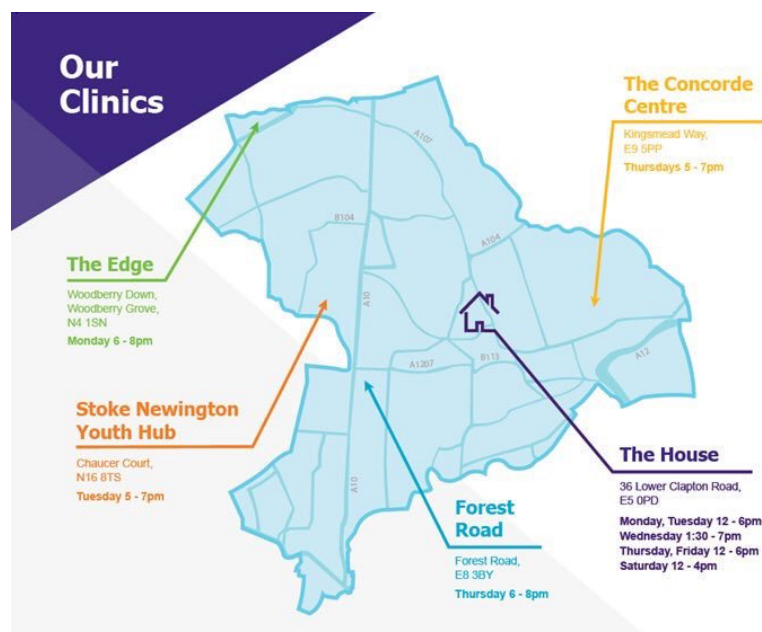 Our
Clinics
The Concorde
Centre
Kingsmead Way,
E9 5PP
Thursdays 5 - 7pm
A107
B104
A104
The Edge
Woodberry Down,
Woodberry Grove,
N4 1SN
Monday 6 - 8pm
A10
A1207
B113
A12
Stoke Newington
Youth Hub
Chaucer Court,
N16 8TS
Tuesday 5 - 7pm
A10
Forest
Road
Forest Road,
E8 3BY
Thursday 6 - 8pm
The House
36 Lower Clapton Road,
E5 0PD
Monday, Tuesday 12 - 6pm
Wednesday 1:30 - 7pm
Thursday, Friday 12 - 6pm
Saturday 12 - 4pm